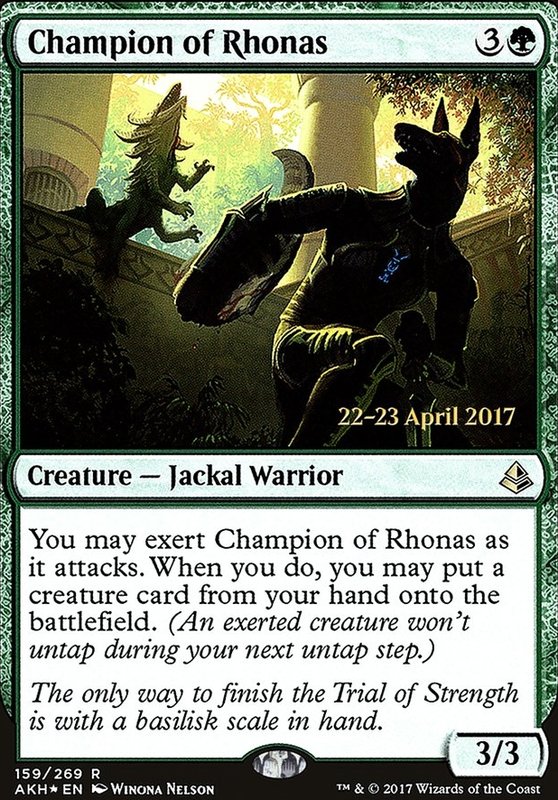 Champion of Rhonas 3
22–23 April 2017
Creature — Jackal Warrior
You may exert Champion of Rhonas as
it attacks. When you do, you may put a
creature card from your hand onto the
battlefield. (An exerted creature won't
untap during your next untap step.)
The only way to finish the Trial of Strength
is with a basilisk scale in hand.
3/3
159/269 R
AKH★EN Winona Nelson
™ & © 2017 Wizards of the Coast